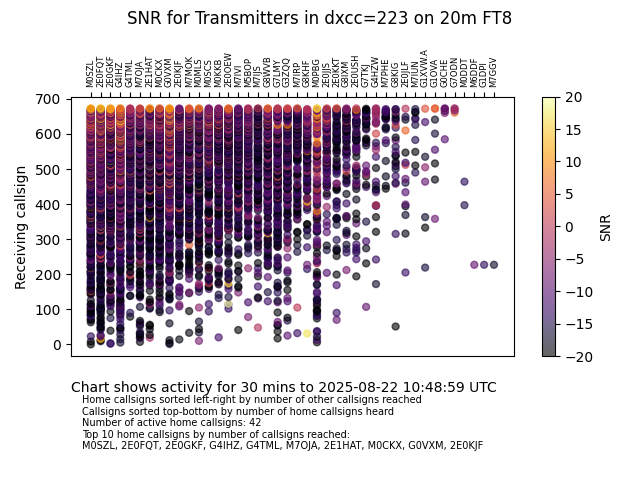 SNR for Transmitters in dxcc=223 on 20m FT8
M0SZL 2E0FQT 2E0GKF G4IHZ G4TML M7OJA 2E1HAT M0CKX G0VXM 2E0KJF M7MOK M0MLS M0SCS M0KKB 2E0OEW M7IVI M5BOP M7IJS G8WVB G7LMY G3ZQQ M7IRP G8KHF M0PBG 2E0JJS 2E0KKT G8IXM 2E0USH G7TKJ G4HZW M7PHE G8KIG 2E0JLF M7IUN G1VWA G1OVA G0CHE G7ODN M0DDT M6DDF G1DPI M7GGV
700
600
500
400
300
200
100
0
Receiving callsign
20
15
10
5
0
−5
−10
−15
−20
SNR
Chart shows activity for 30 mins to 2025-08-22 10:48:59 UTC
Home callsigns sorted left-right by number of other callsigns reached
Callsigns sorted top-bottom by number of home callsigns heard
Number of active home callsigns: 42
Top 10 home callsigns by number of callsigns reached:
M0SZL, 2E0FQT, 2E0GKF, G4IHZ, G4TML, M7OJA, 2E1HAT, M0CKX, G0VXM, 2E0KJF